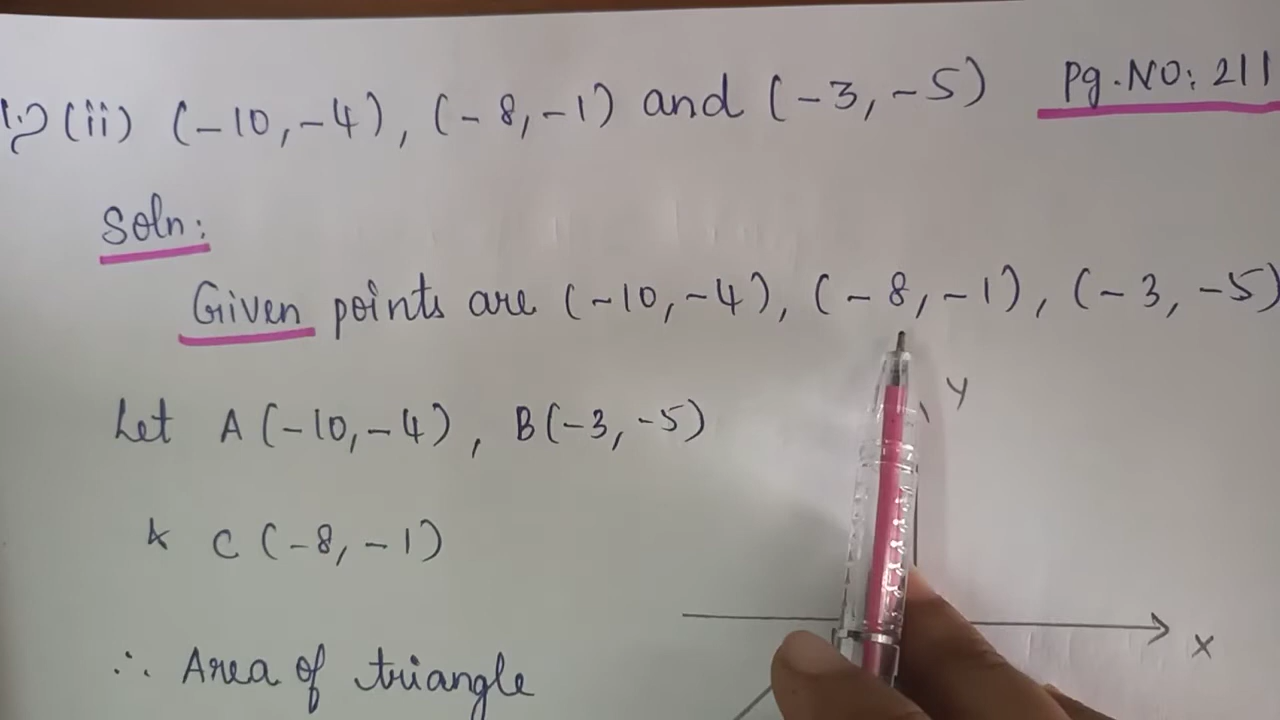 1.) (ii) (-10, -4), (-8, -1) and (-3, -5) Pg.NO: 211
Soln:
Given points are (-10, -4), (-8, -1), (-3, -5)
Let A(-10, -4), B(-3, -5)
& C (-8, -1)
∴ Area of triangle
Y
X